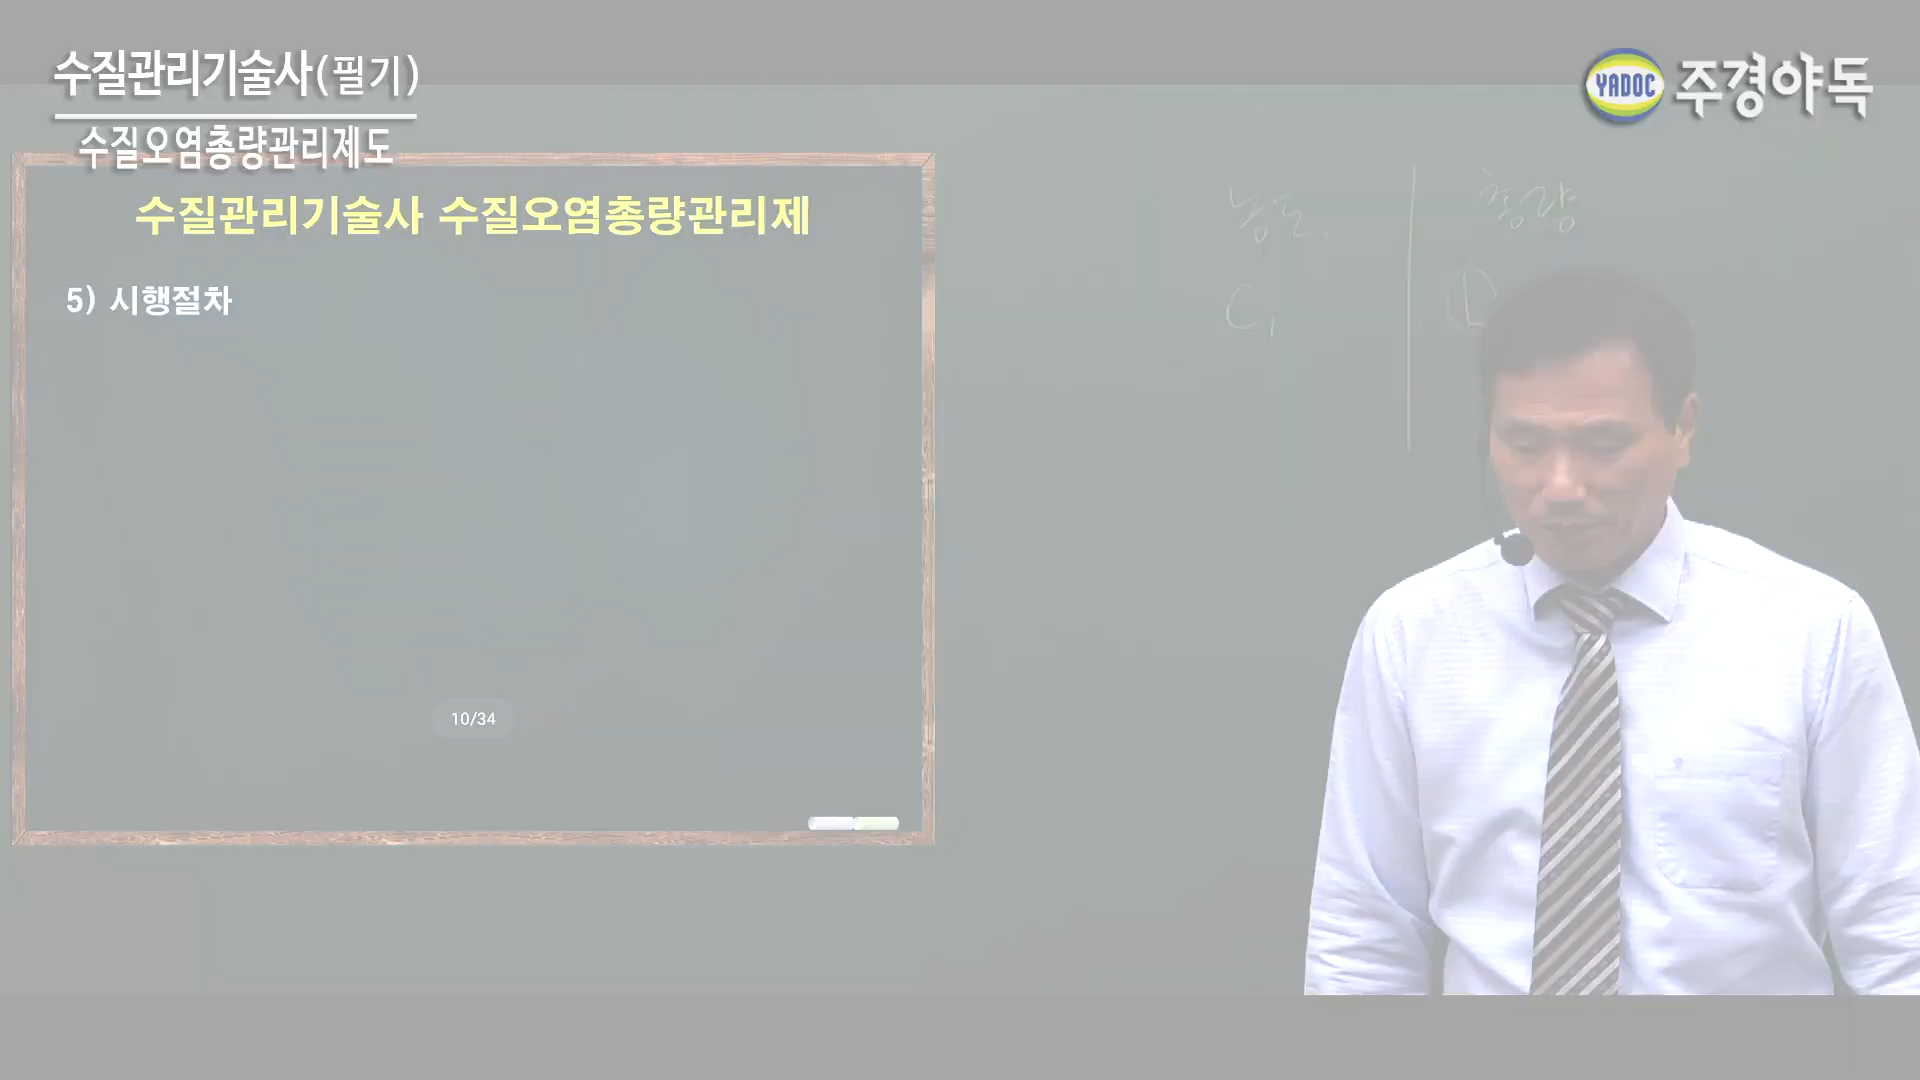 수질관리기술사(필기)
수질오염총량관리제도
YADOC 주경야독
수질관리기술사 수질오염총량관리제
5) 시행절차
10/34
농도. 총량
C₁ L